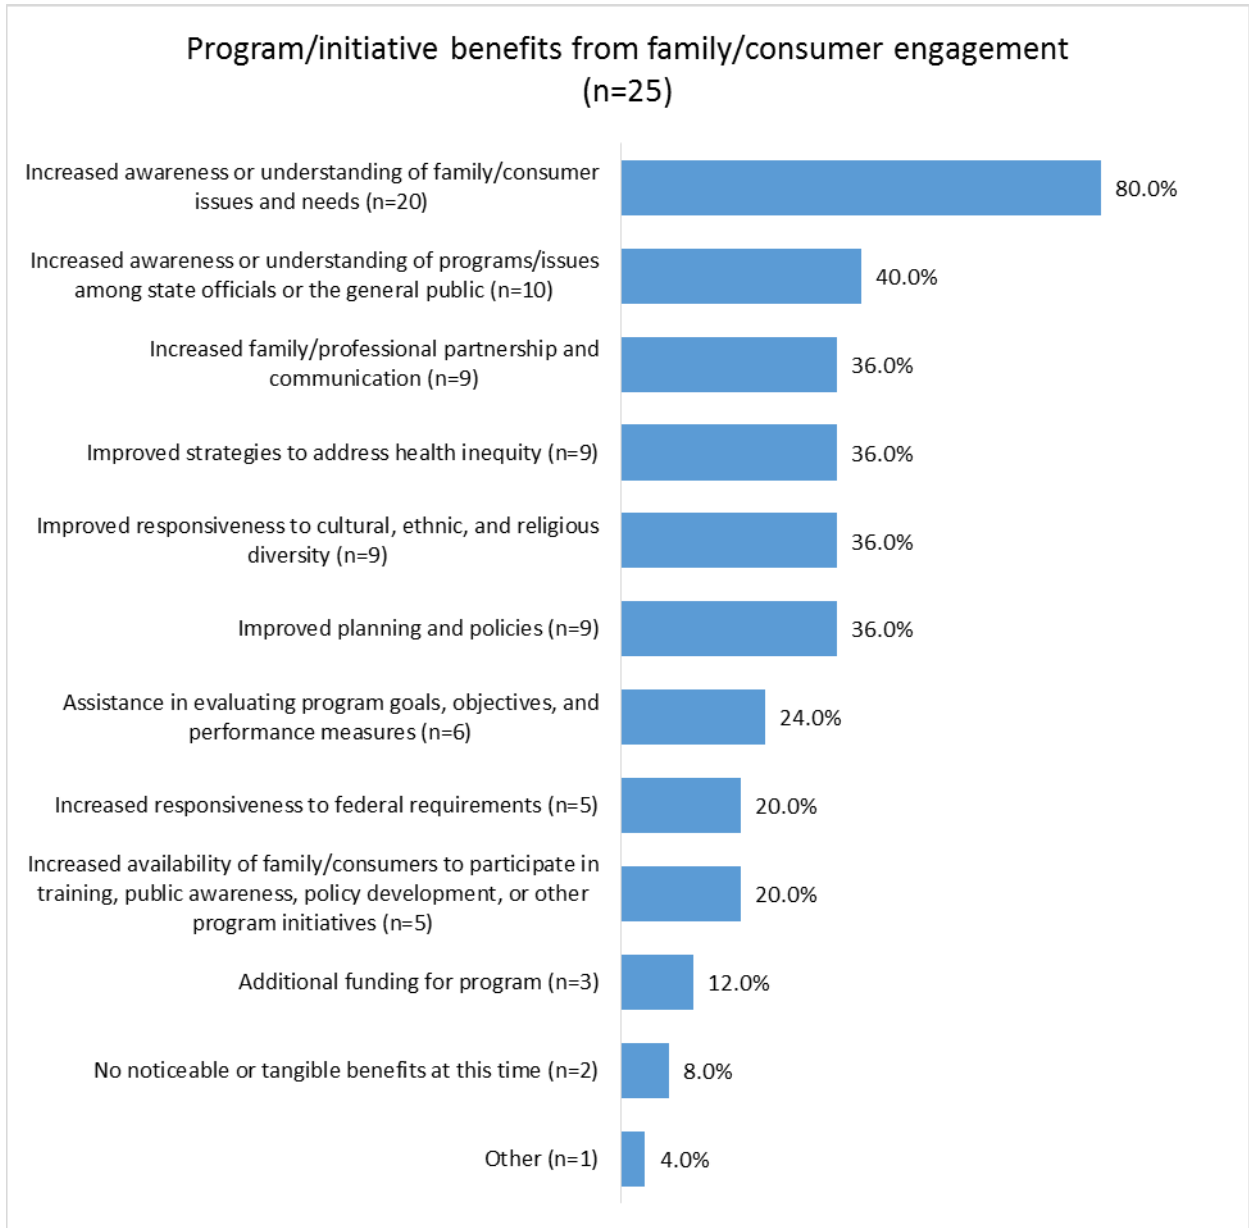 Program/initiative benefits from family/consumer engagement
(n=25)
Increased awareness or understanding of family/consumer
issues and needs (n=20)
80.0%
Increased awareness or understanding of programs/issues
among state officials or the general public (n=10)
40.0%
Increased family/professional partnership and
communication (n=9)
36.0%
Improved strategies to address health inequity (n=9)
36.0%
Improved responsiveness to cultural, ethnic, and religious
diversity (n=9)
36.0%
Improved planning and policies (n=9)
36.0%
Assistance in evaluating program goals, objectives, and
performance measures (n=6)
24.0%
Increased responsiveness to federal requirements (n=5)
20.0%
Increased availability of family/consumers to participate in
training, public awareness, policy development, or other
program initiatives (n=5)
20.0%
Additional funding for program (n=3)
12.0%
No noticeable or tangible benefits at this time (n=2)
8.0%
Other (n=1)
4.0%